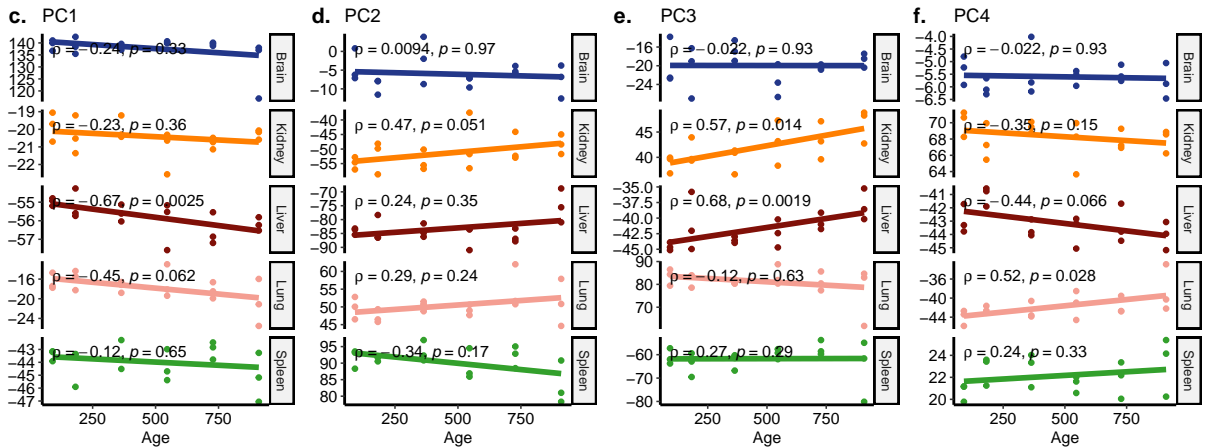 c. PC1
140
135
130
125
120
ρ = −0.24, p = 0.33
Brain
−19
−20
−21
−22
ρ = −0.23, p = 0.36
Kidney
−55
−56
−57
ρ = −0.67, p = 0.0025
Liver
−16
−20
−24
ρ = −0.45, p = 0.062
Lung
−43
−44
−45
−46
−47
ρ = −0.12, p = 0.65
Spleen
250 500 750
Age
d. PC2
0
−5
−10
ρ = 0.0094, p = 0.97
Brain
−40
−45
−50
−55
ρ = 0.47, p = 0.051
Kidney
−70
−75
−80
−85
−90
ρ = 0.24, p = 0.35
Liver
60
55
50
45
ρ = 0.29, p = 0.24
Lung
95
90
85
80
ρ = −0.34, p = 0.17
Spleen
250 500 750
Age
e. PC3
−16
−20
−24
ρ = −0.022, p = 0.93
Brain
45
40
ρ = 0.57, p = 0.014
Kidney
−35.0
−37.5
−40.0
−42.5
−45.0
ρ = 0.68, p = 0.0019
Liver
90
80
70
ρ = −0.12, p = 0.63
Lung
−60
−70
−80
ρ = 0.27, p = 0.29
Spleen
250 500 750
Age
f. PC4
−4.0
−4.5
−5.0
−5.5
−6.0
−6.5
ρ = −0.022, p = 0.93
Brain
70
68
66
64
ρ = −0.35, p = 0.15
Kidney
−41
−42
−43
−44
−45
ρ = −0.44, p = 0.066
Liver
−36
−40
−44
ρ = 0.52, p = 0.028
Lung
24
22
20
ρ = 0.24, p = 0.33
Spleen
250 500 750
Age